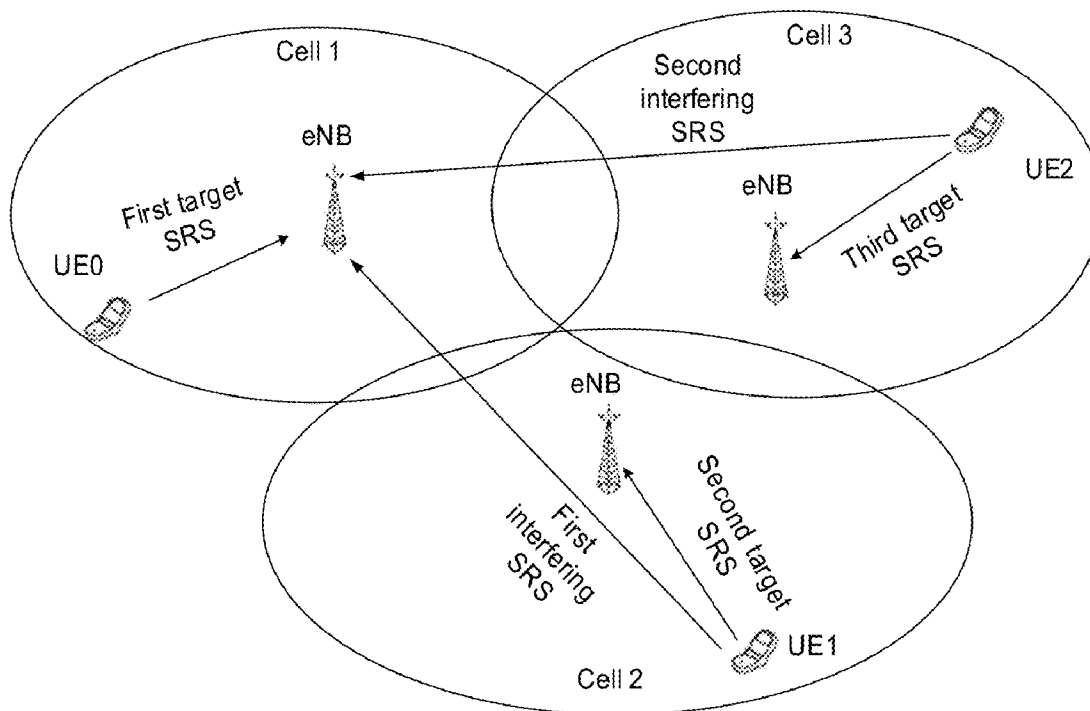 Cell 1
Cell 3
Second
interfering
SRS
eNB
UE2
eNB
First target
SRS
Third target
SRS
UE0
eNB
Second target
SRS
First
interfering
SRS
UE1
Cell 2